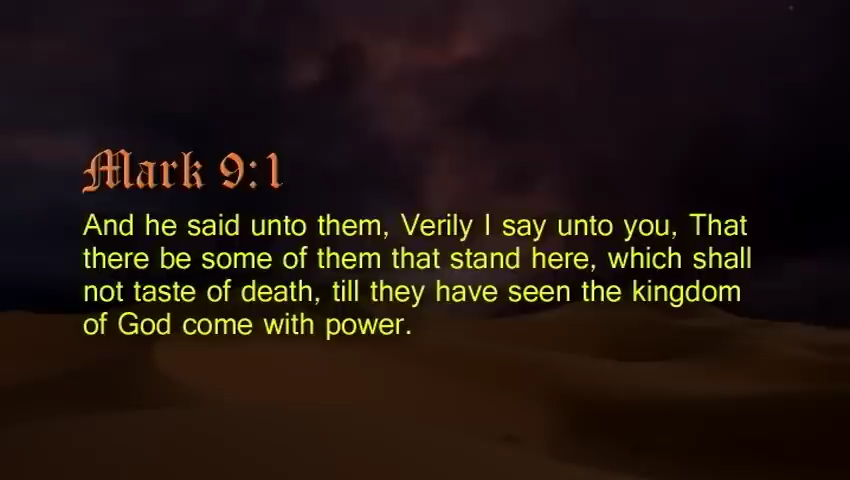 Mark 9:1
And he said unto them, Verily I say unto you, That
there be some of them that stand here, which shall
not taste of death, till they have seen the kingdom
of God come with power.